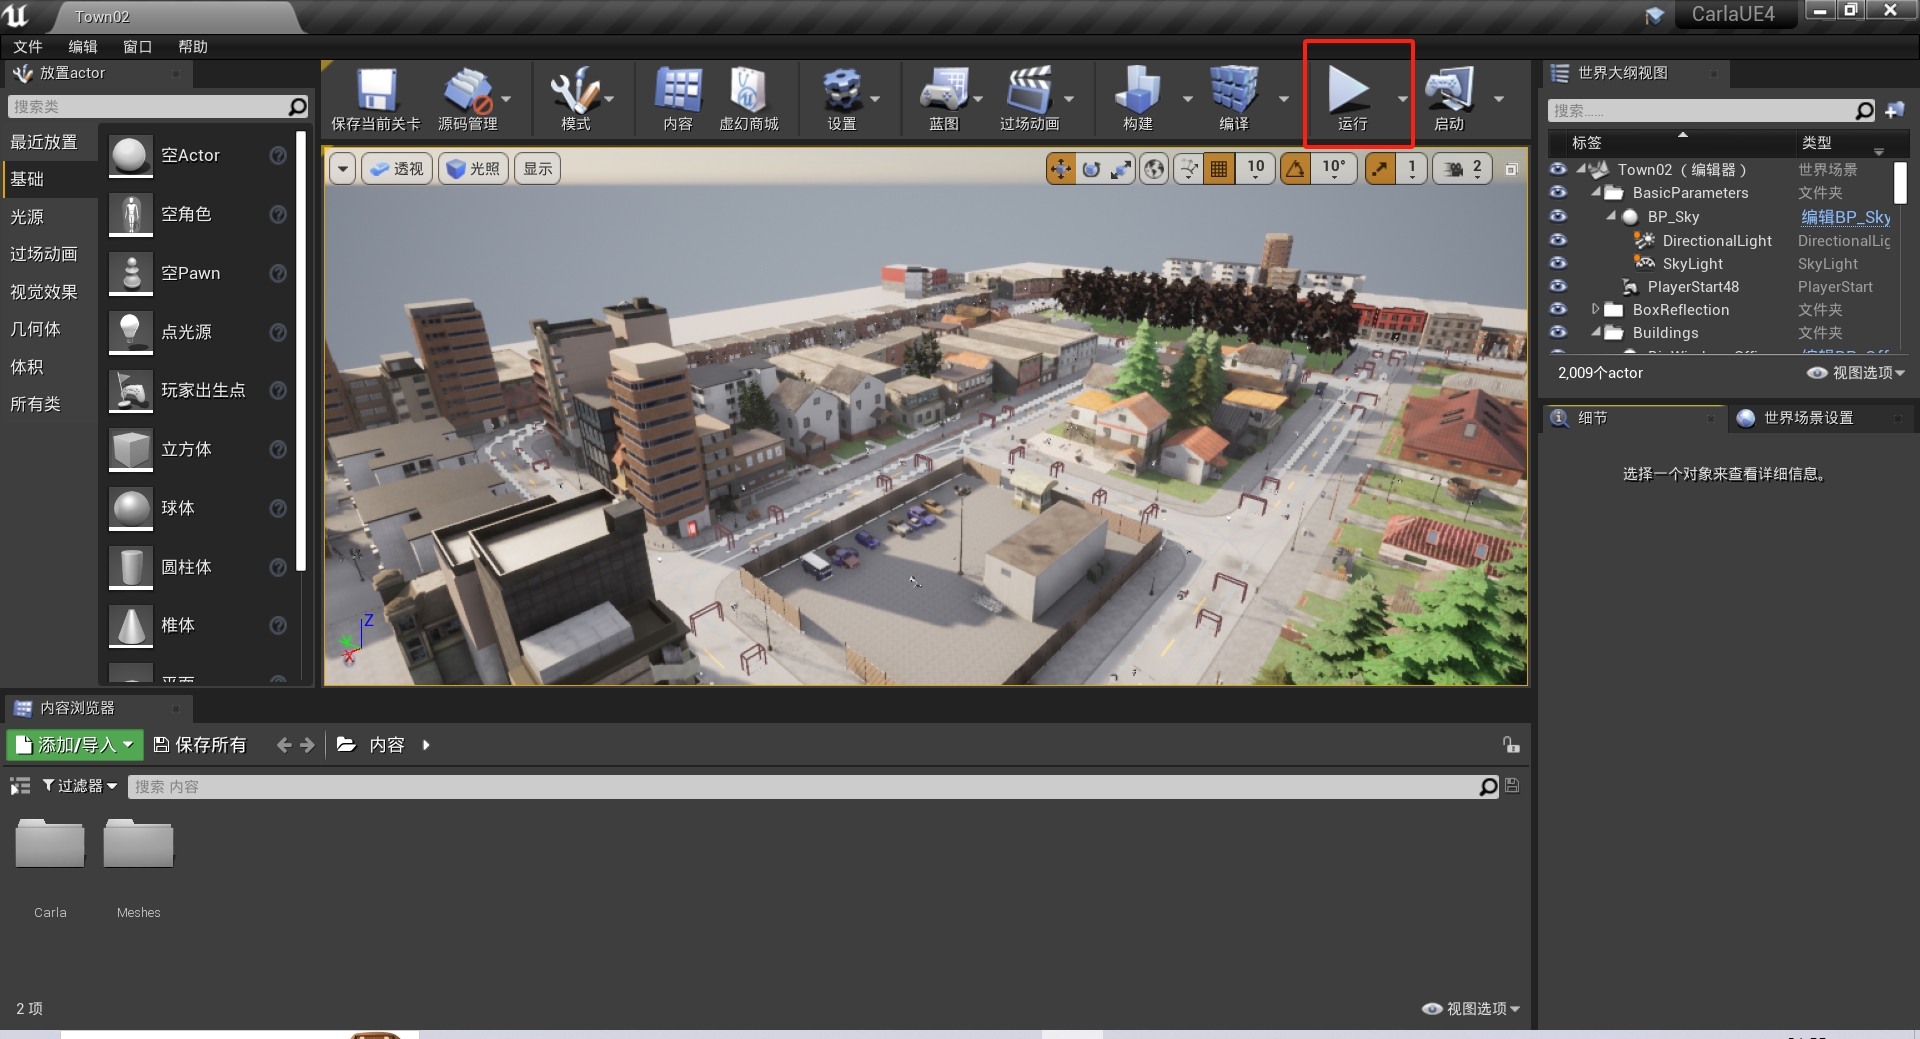 Town02
CarlaUE4
文件 编辑 窗口 帮助
放置actor
搜索类
最近放置
基础
光源
过场动画
视觉效果
几何体
体积
所有类
空Actor
空角色
空Pawn
点光源
玩家出生点
立方体
球体
圆柱体
椎体
平面
保存当前关卡 源码管理 模式 内容 虚幻商城 设置 蓝图 过场动画 构建 编译 运行 启动
透视 光照 显示 10 10° 1 2
Z
世界大纲视图
搜索......
标签 类型
Town02（编辑器） 世界场景
BasicParameters 文件夹
BP_Sky 编辑BP_Sky
DirectionalLight DirectionalLig
SkyLight SkyLight
PlayerStart48 PlayerStart
BoxReflection 文件夹
Buildings 文件夹
2,009个actor 视图选项
细节 世界场景设置
选择一个对象来查看详细信息。
内容浏览器
添加/导入 保存所有 内容
过滤器 搜索 内容
Carla Meshes
2 项 视图选项